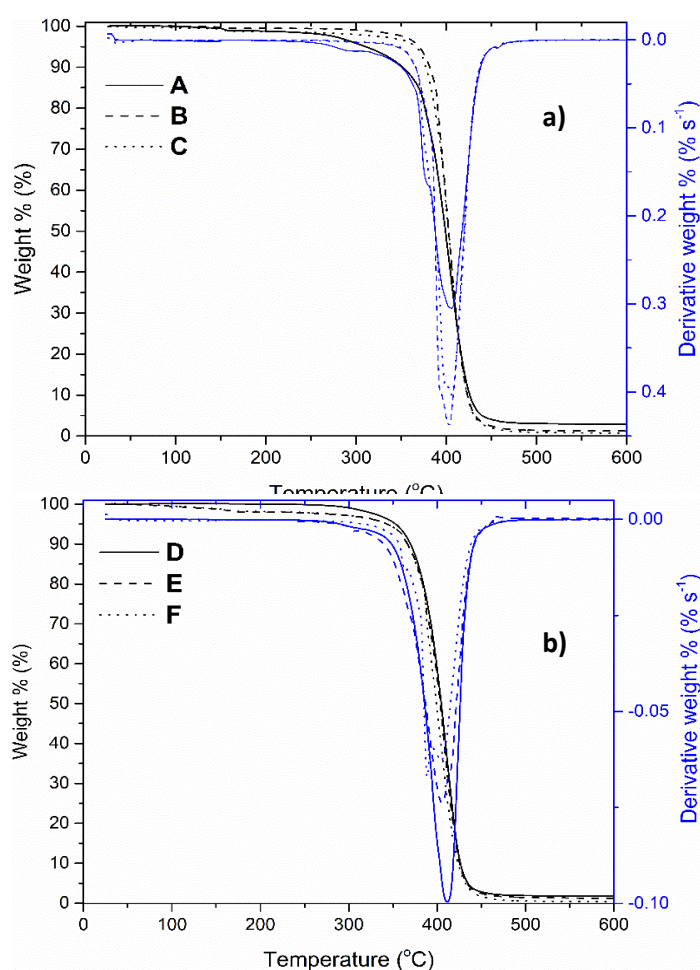 100
90
80
70
60
50
40
30
20
10
0
Weight % (%)
A
B
C
a)
0.0
0.1
0.2
0.3
0.4
Derivative weight % (% s⁻¹)
0 100 200 300 400 500 600
Temperature (°C)
100
90
80
70
60
50
40
30
20
10
0
Weight % (%)
D
E
F
b)
0.00
-0.05
-0.10
Derivative weight % (% s⁻¹)
0 100 200 300 400 500 600
Temperature (°C)